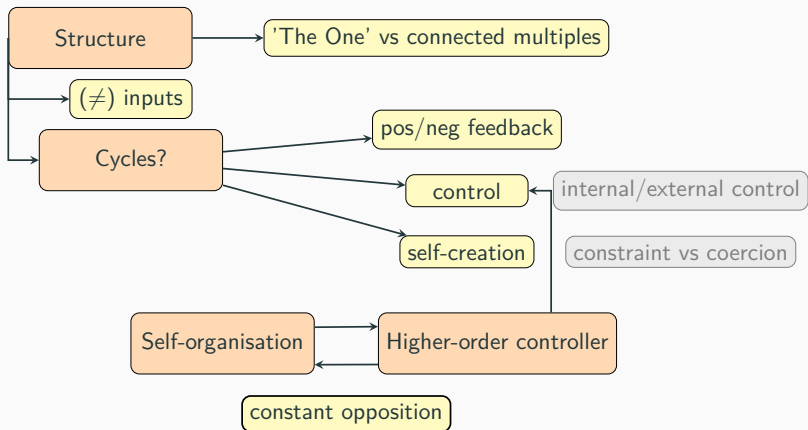 Structure
'The One' vs connected multiples
(≠) inputs
Cycles?
pos/neg feedback
control
internal/external control
self-creation
constraint vs coercion
Self-organisation
Higher-order controller
constant opposition